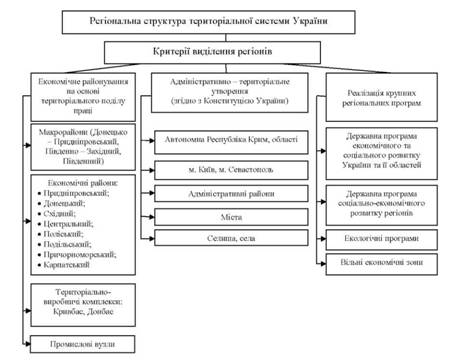 Регіональна структура територіальної системи України
Критерії виділення регіонів
Економічне районування
на основі
територіального поділу
праці
Макрорайони (Донецько
– Придніпровський,
Південно – Західний,
Південний)
Економічні райони:
• Придніпровський;
• Донецький;
• Східний;
• Центральний;
• Поліський;
• Подільський;
• Причорноморський;
• Карпатський
Територіально-
виробничі комплекси:
Кривбас, Донбас
Промислові вузли
Адміністративно – територіальне
утворення
(згідно з Конституцією України)
Автономна Республіка Крим, області
м. Київ, м. Севастополь
Адміністративні райони
Міста
Селища, села
Реалізація крупних
регіональних програм
Державна програма
економічного та
соціального розвитку
України та її областей
Державна програма
соціально-економічного
розвитку регіонів
Екологічні програми
Вільні економічні зони